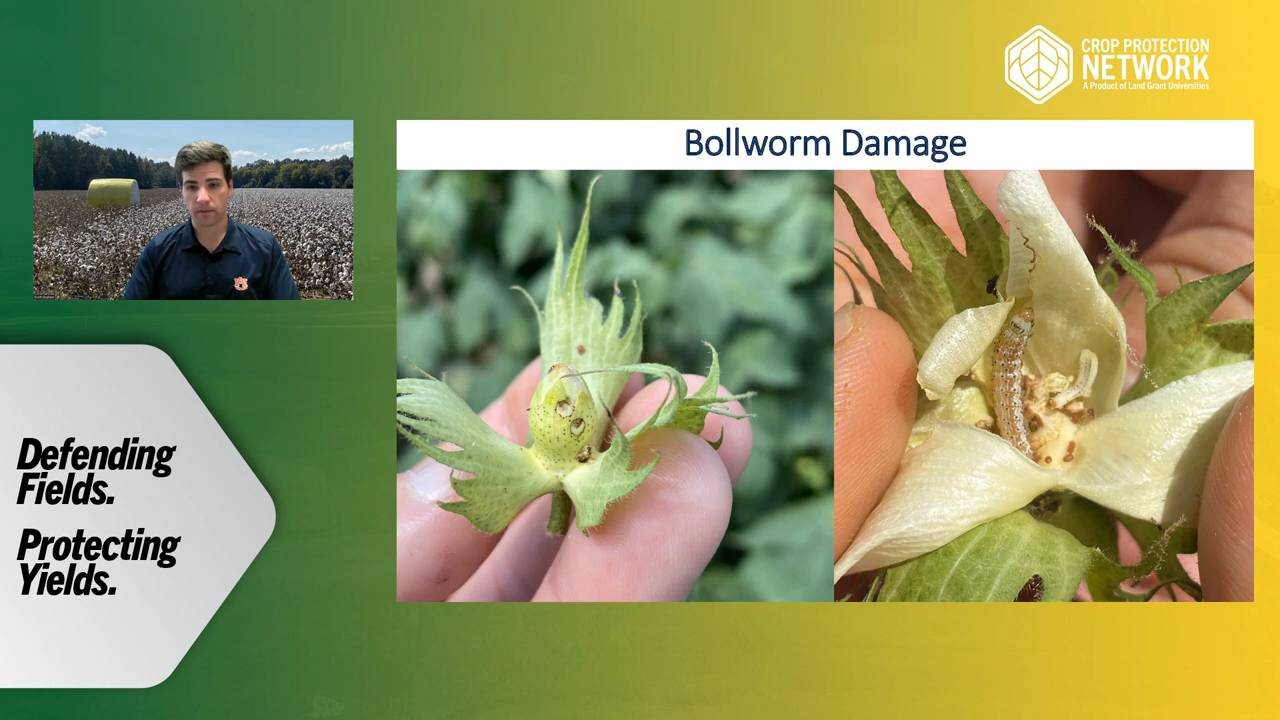 CROP PROTECTION
NETWORK
A Product of Land Grant Universities
Bollworm Damage
Defending
Fields.
Protecting
Yields.